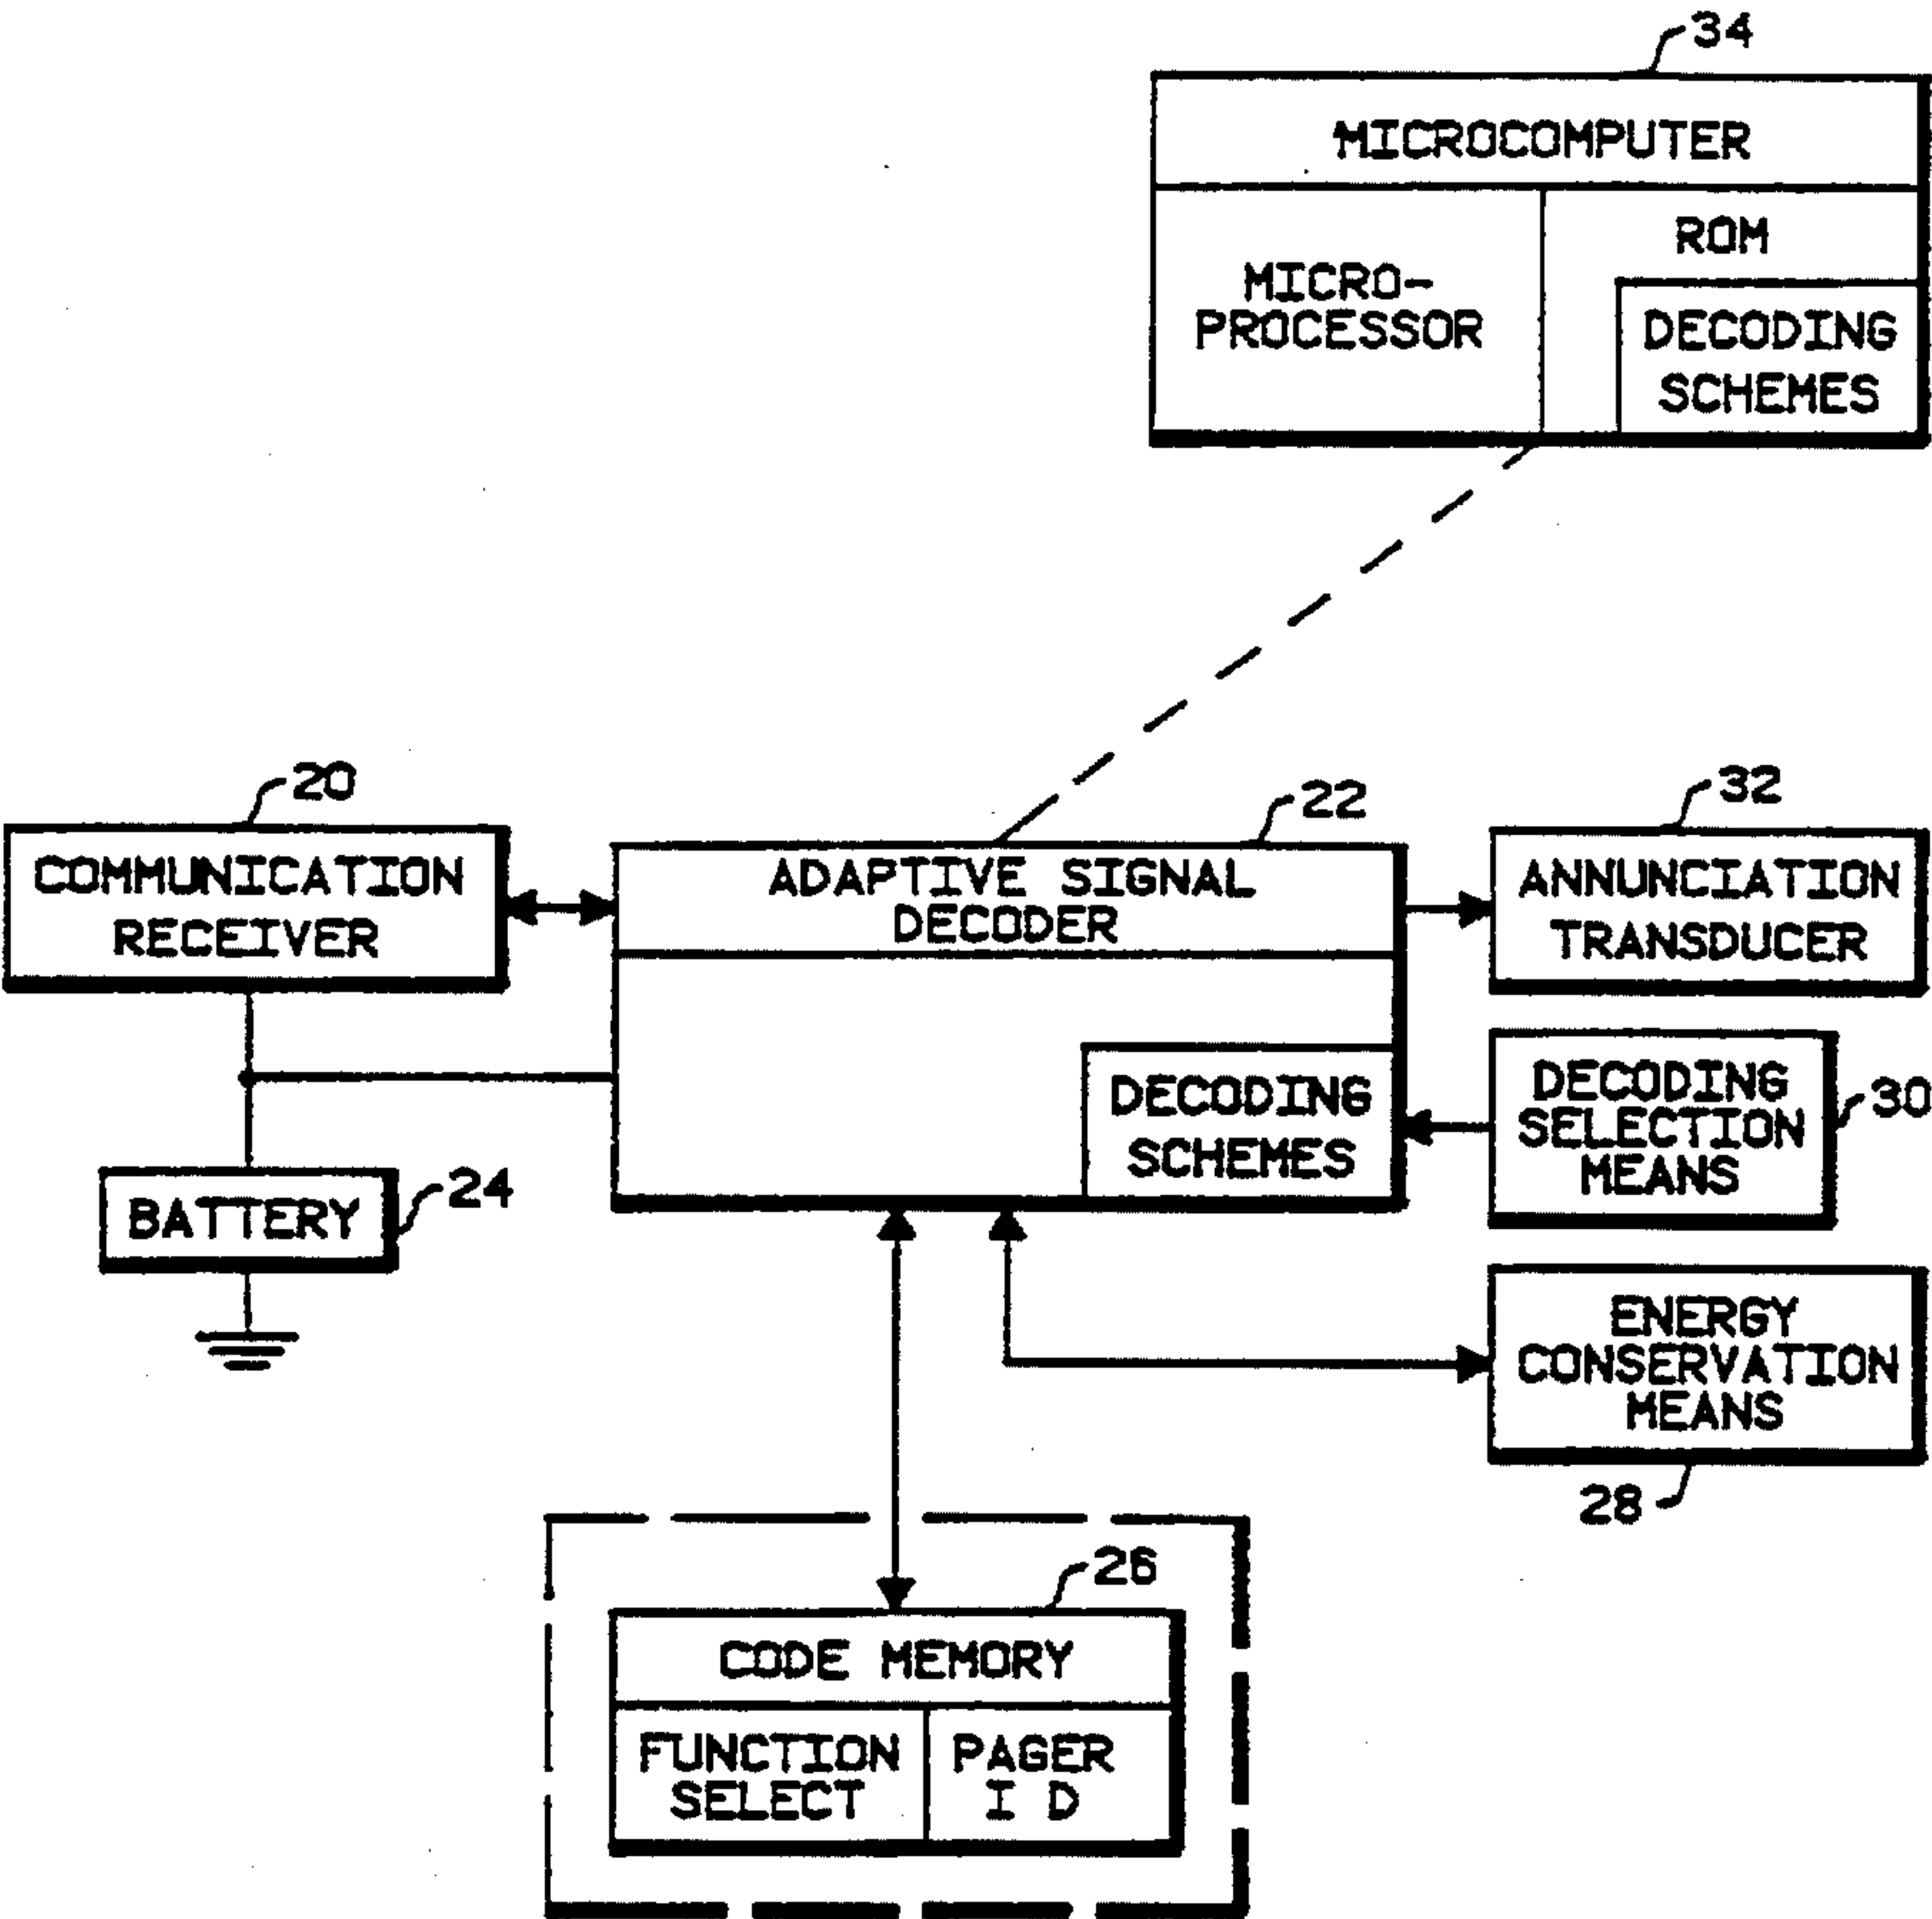 34
MICROCOMPUTER
ROM
MICRO-
PROCESSOR
DECODING
SCHEMES
20
22
32
COMMUNICATION
RECEIVER
ADAPTIVE SIGNAL
DECODER
ANNUNCIATION
TRANSDUCER
DECODING
SCHEMES
DECODING
SELECTION
MEANS
30
BATTERY
24
ENERGY
CONSERVATION
MEANS
28
26
CODE MEMORY
FUNCTION
SELECT
PAGER
I D